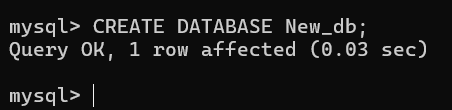 mysql> CREATE DATABASE New_db;
Query OK, 1 row affected (0.03 sec)
mysql>